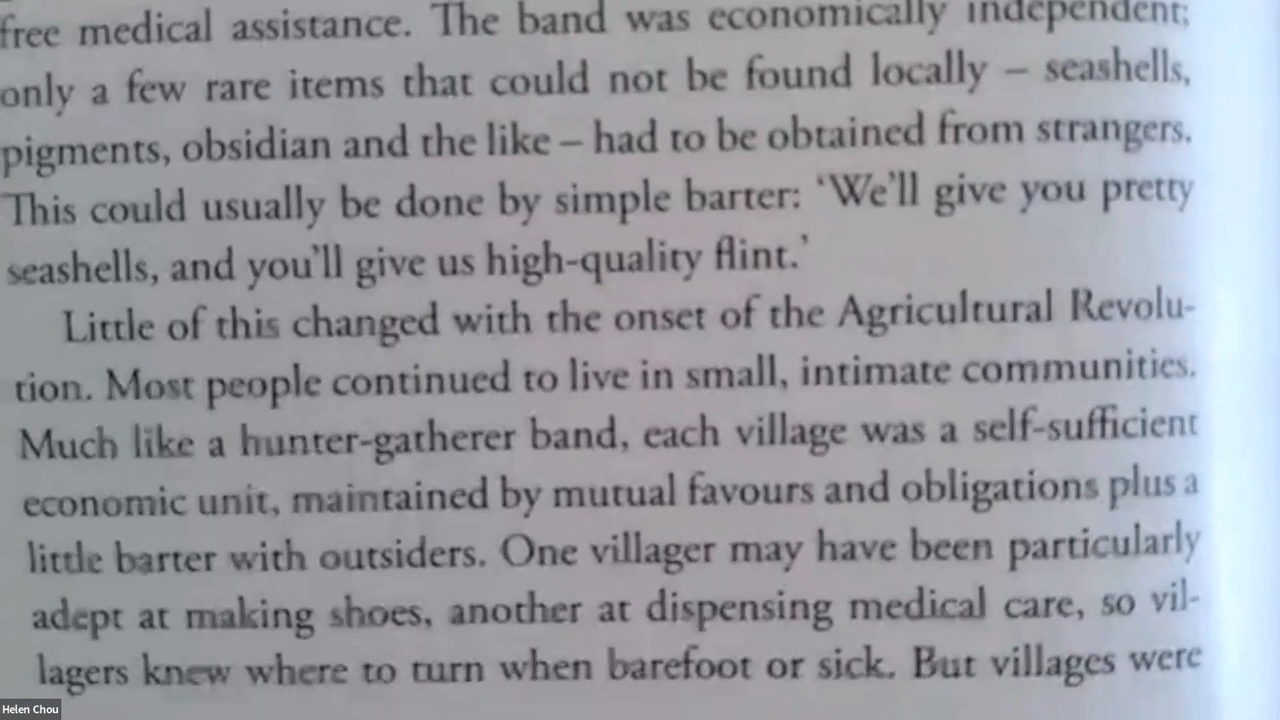 free medical assistance. The band was economically independent;
only a few rare items that could not be found locally – seashells,
pigments, obsidian and the like – had to be obtained from strangers.
This could usually be done by simple barter: ‘We’ll give you pretty
seashells, and you’ll give us high-quality flint.’
Little of this changed with the onset of the Agricultural Revolu-
tion. Most people continued to live in small, intimate communities.
Much like a hunter-gatherer band, each village was a self-sufficient
economic unit, maintained by mutual favours and obligations plus a
little barter with outsiders. One villager may have been particularly
adept at making shoes, another at dispensing medical care, so vil-
lagers knew where to turn when barefoot or sick. But villages were
Helen Chou